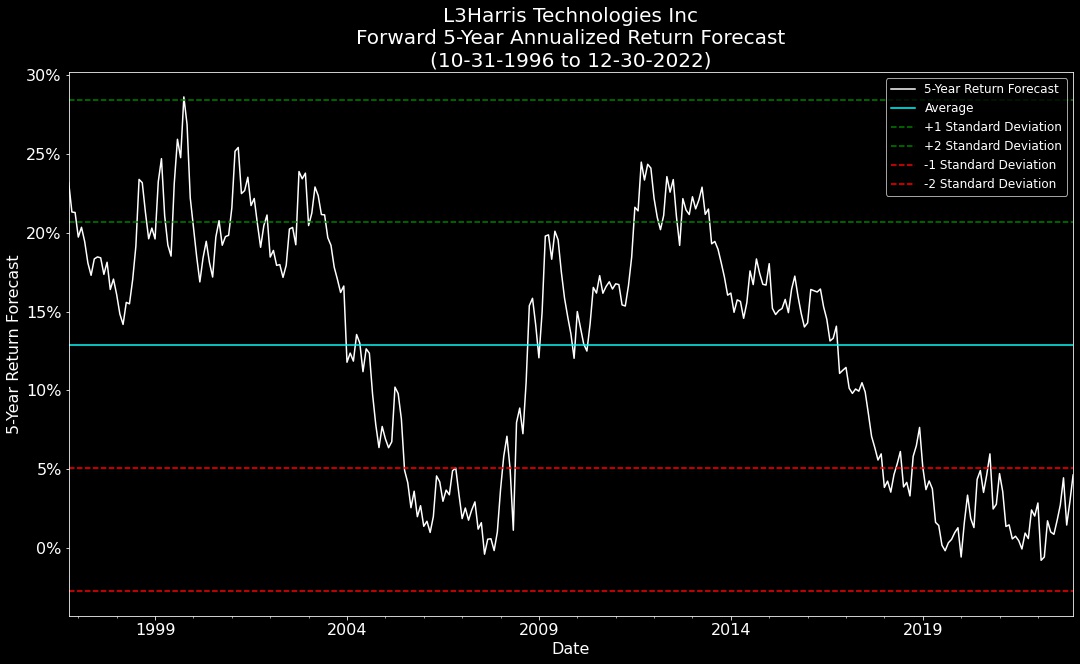 L3Harris Technologies Inc
Forward 5-Year Annualized Return Forecast
(10-31-1996 to 12-30-2022)
30%
25%
20%
15%
10%
5%
0%
5-Year Return Forecast
5-Year Return Forecast
Average
+1 Standard Deviation
+2 Standard Deviation
-1 Standard Deviation
-2 Standard Deviation
1999
2004
2009
2014
2019
Date